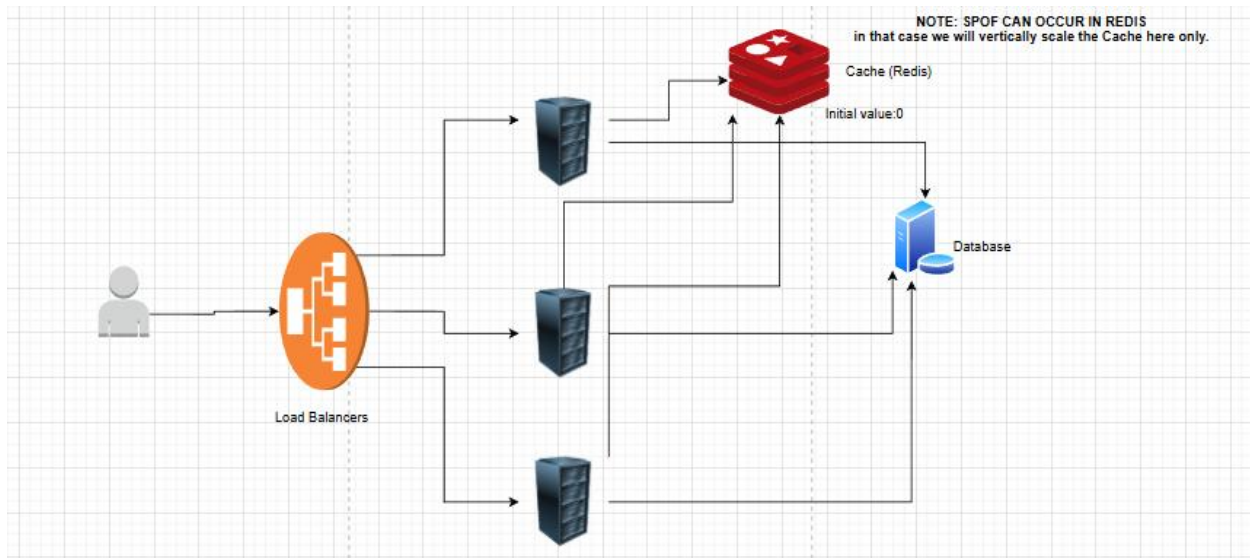 NOTE: SPOF CAN OCCUR IN REDIS
in that case we will vertically scale the Cache here only.
Cache (Redis)
Initial value:0
Database
Load Balancers